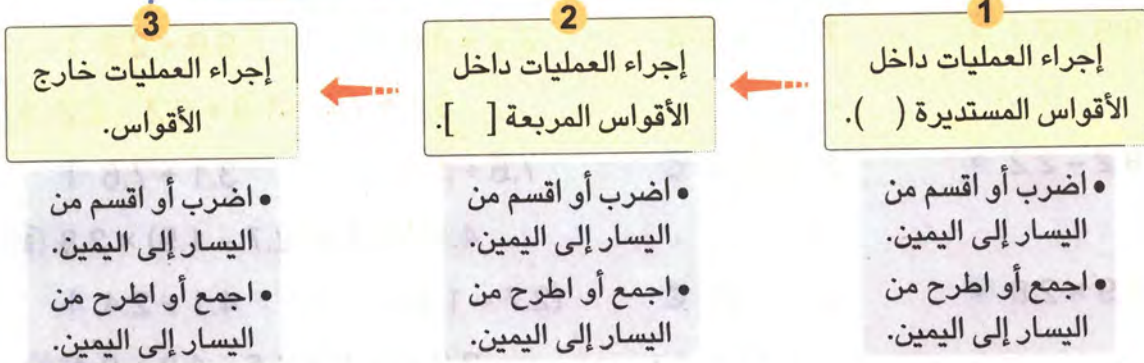 1
إجراء العمليات داخل
الأقواس المستديرة ( ).
• اضرب أو اقسم من
اليسار إلى اليمين.
• اجمع أو اطرح من
اليسار إلى اليمين.
2
إجراء العمليات داخل
الأقواس المربعة [ ].
• اضرب أو اقسم من
اليسار إلى اليمين.
• اجمع أو اطرح من
اليسار إلى اليمين.
3
إجراء العمليات خارج
الأقواس.
• اضرب أو اقسم من
اليسار إلى اليمين.
• اجمع أو اطرح من
اليسار إلى اليمين.